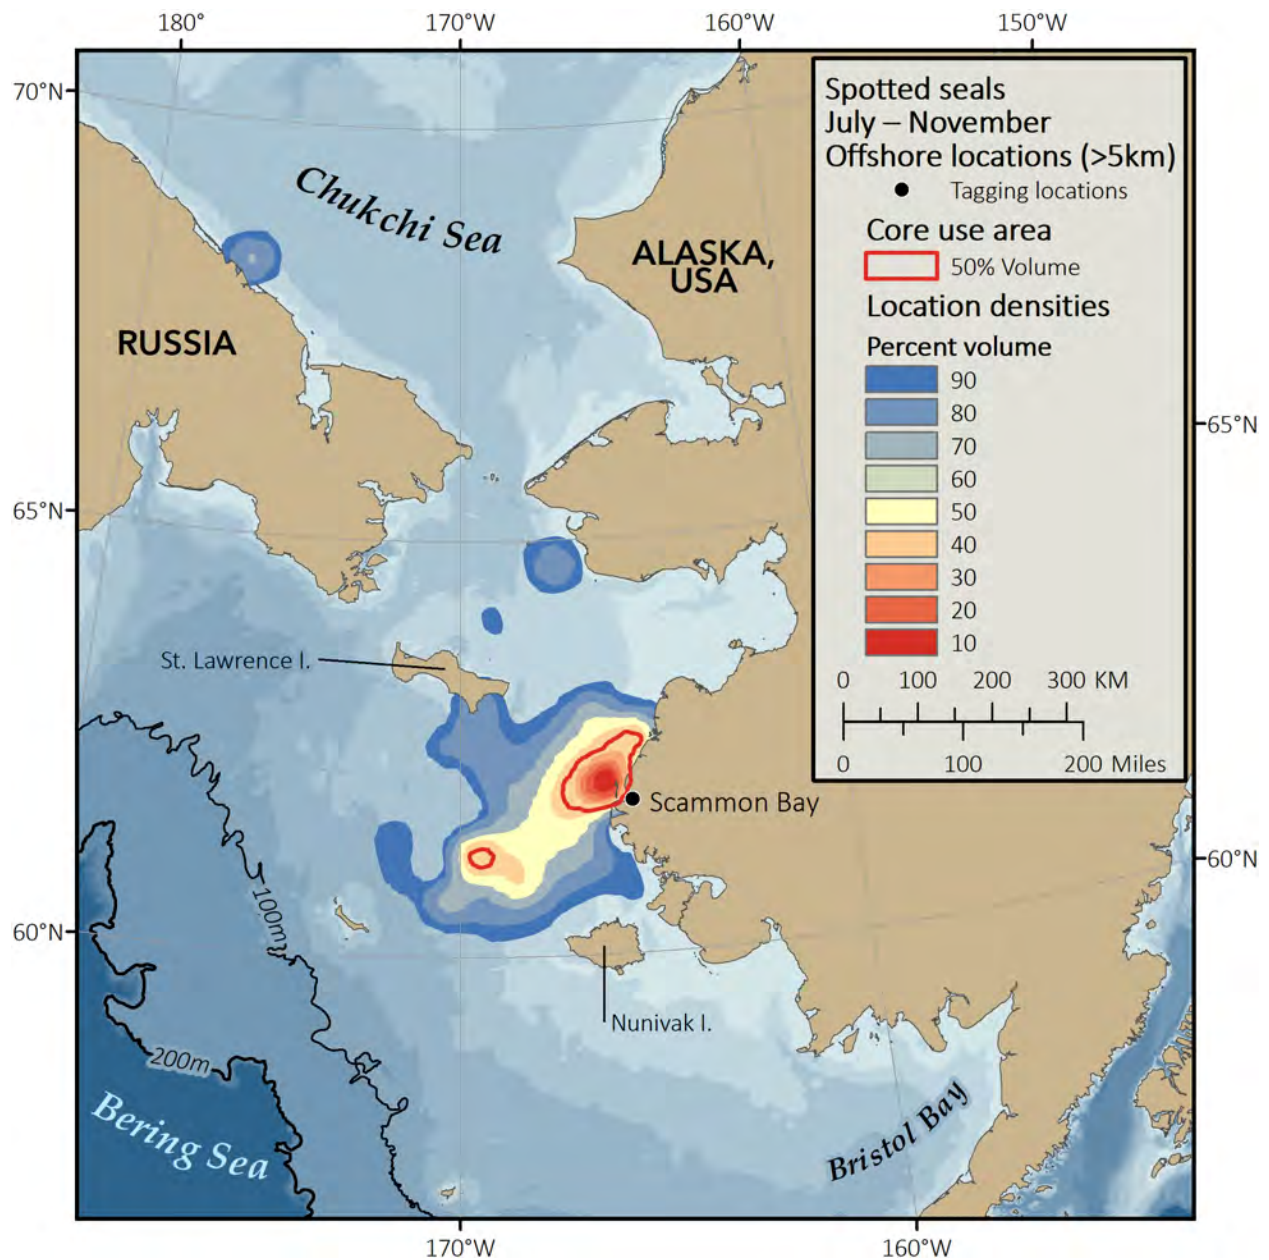 180°
170°W
160°W
150°W
70°N
Spotted seals
July – November
Offshore locations (>5km)
Tagging locations
Core use area
50% Volume
Location densities
Percent volume
90
80
70
60
50
40
30
20
10
0 100 200 300 KM
0 100 200 Miles
Chukchi Sea
ALASKA,
USA
RUSSIA
65°N
65°N
St. Lawrence I.
Scammon Bay
60°N
100m
60°N
Nunivak I.
200m
Bering Sea
Bristol Bay
170°W
160°W